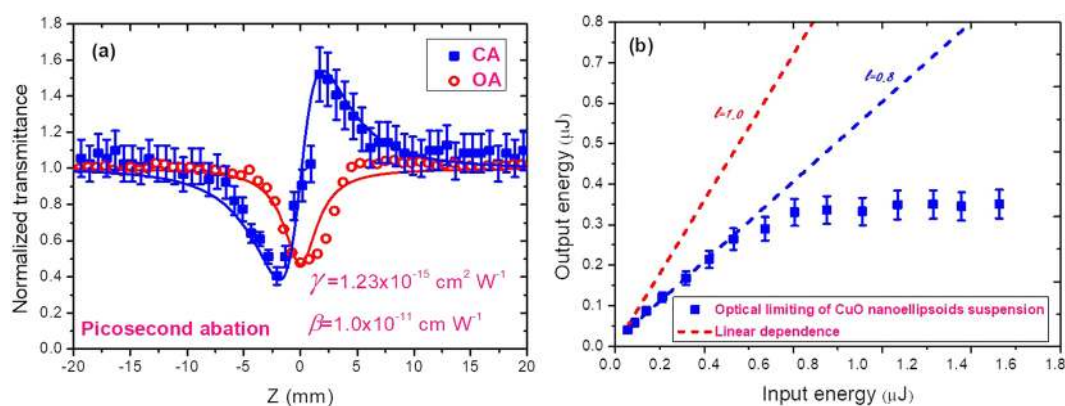 (a)
CA
OA
Normalized transmittance
1.8
1.6
1.4
1.2
1.0
0.8
0.6
0.4
0.2
0.0
γ=1.23x10⁻¹⁵ cm² W⁻¹
Picosecond abation
β=1.0x10⁻¹¹ cm W⁻¹
-20 -15 -10 -5 0 5 10 15 20
Z (mm)
(b)
ℓ=1.0
ℓ=0.8
Output energy (μJ)
0.8
0.7
0.6
0.5
0.4
0.3
0.2
0.1
0.0
Optical limiting of CuO nanoellipsoids suspension
Linear dependence
0.2 0.4 0.6 0.8 1.0 1.2 1.4 1.6 1.8
Input energy (μJ)